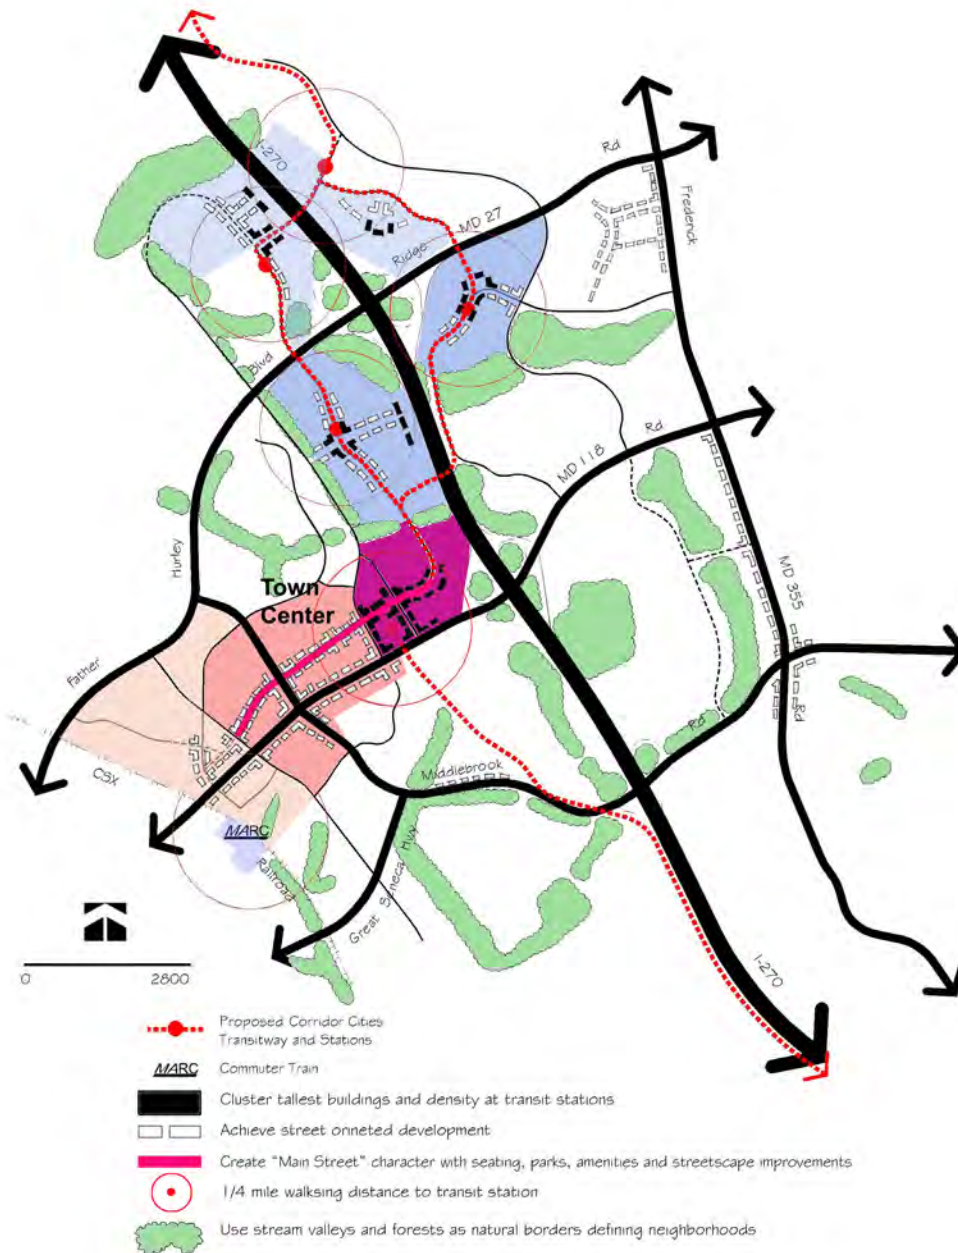 I-270
Rd
Frederick
MD 27
Ridge
Blvd
Rd
MD 118
Hurley
Town
Center
MD 355
Father
Rd
Rd
CSX
Middlebrook
MARC
Railroad
Great Seneca Hwy
I-270
0 2800
Proposed Corridor Cities
Transitway and Stations
MARC Commuter Train
Cluster tallest buildings and density at transit stations
Achieve street orineted development
Create "Main Street" character with seating, parks, amenities and streetscape improvements
1/4 mile walksing distance to transit station
Use stream valleys and forests as natural borders defining neighborhoods